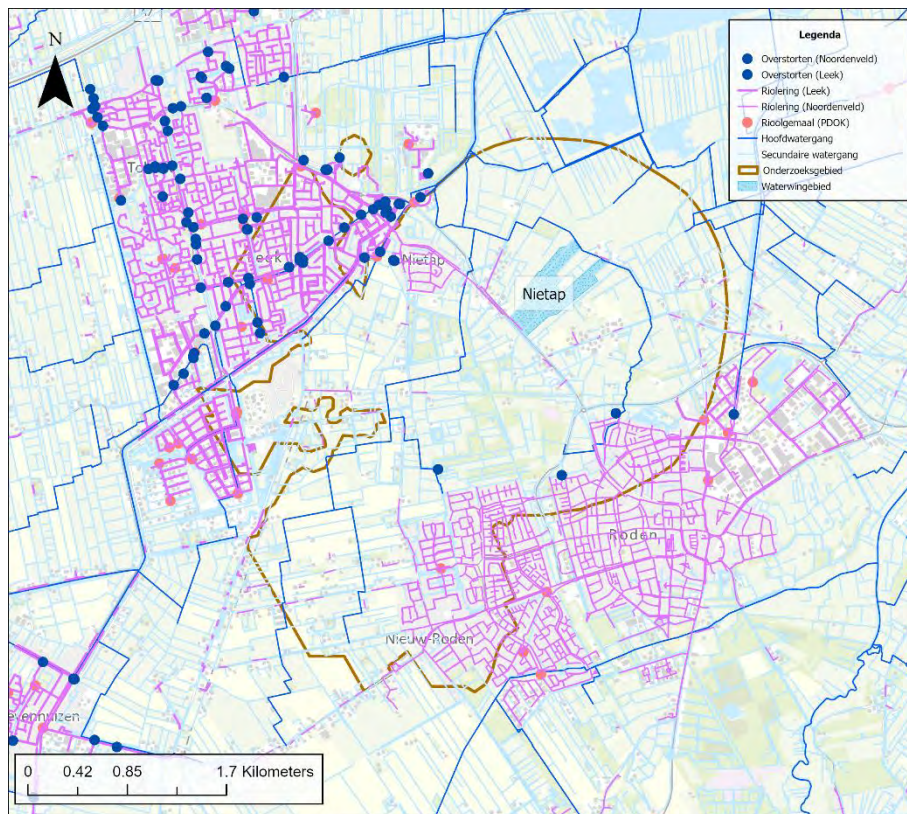 N
Legenda
Overstorten (Noordenveld)
Overstorten (Leek)
Riolering (Leek)
Riolering (Noordenveld)
Rioolgemaal (PDOK)
Hoofdwatergang
Secundaire watergang
Onderzoeksgebied
Waterwingebied
Leek
Nietap
Nietap
Roden
Nieuw-Roden
evenhuizen
0 0.42 0.85 1.7 Kilometers